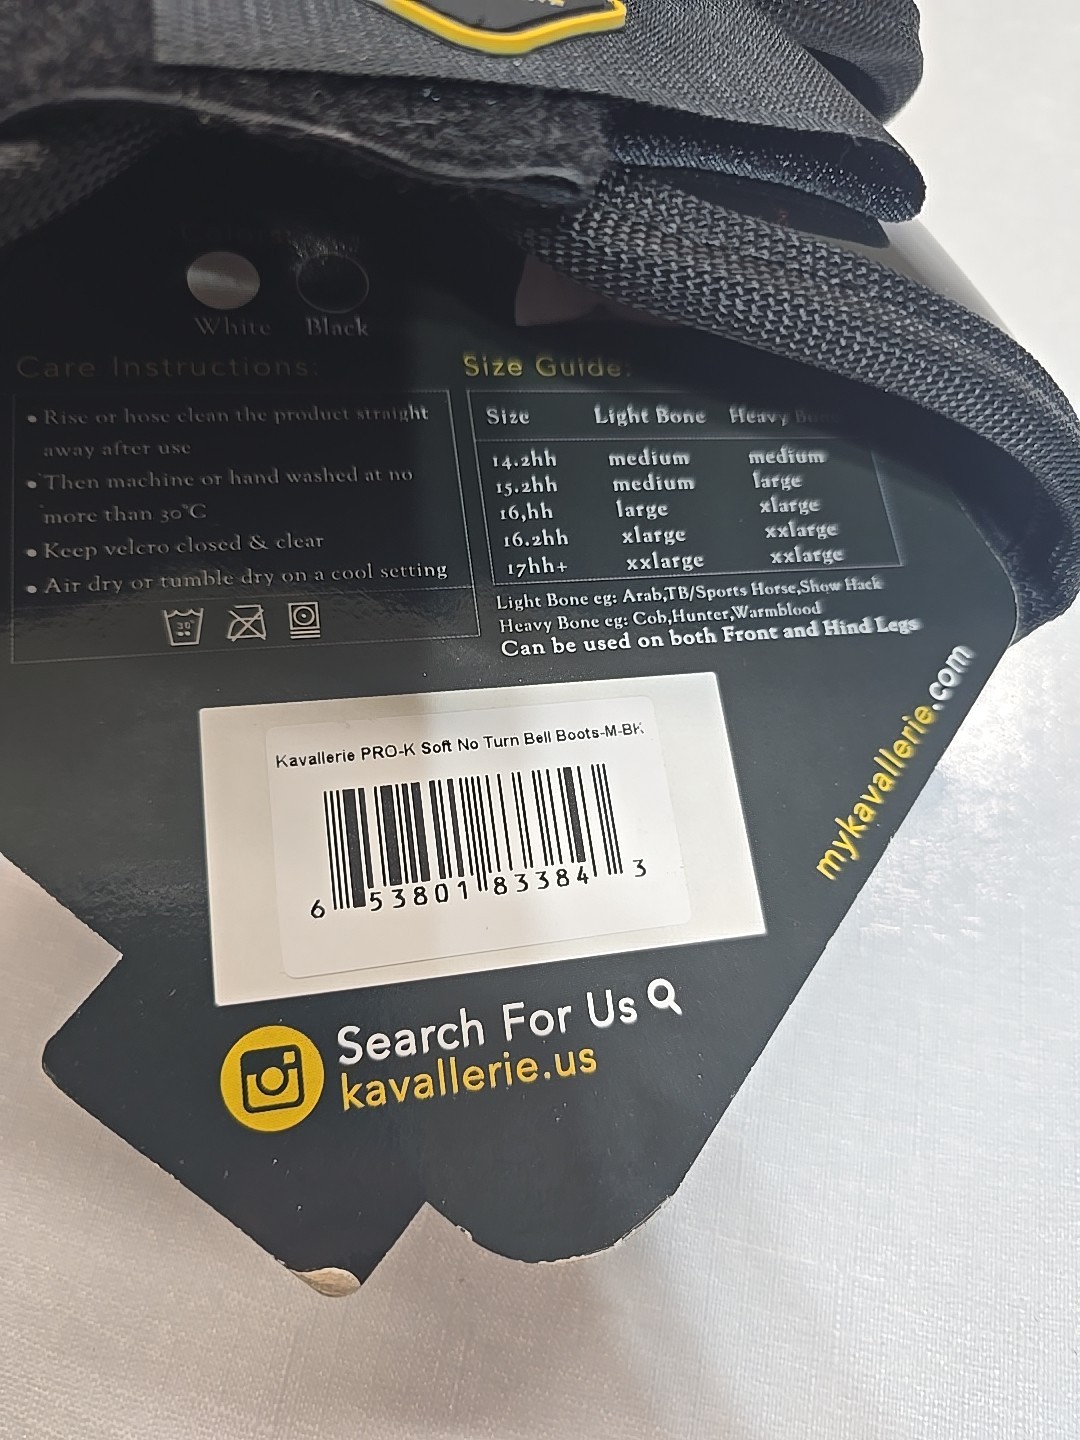 White Black
Care Instructions:
• Rise or hose clean the product straight
away after use
• Then machine or hand washed at no
more than 30°C
• Keep velcro closed & clear
• Air dry or tumble dry on a cool setting
30°
Size Guide:
Size Light Bone Heavy
14.2hh medium medium
15.2hh medium large
16,hh large xlarge
16.2hh xlarge xxlarge
17hh+ xxlarge xxlarge
Light Bone eg: Arab,TB/Sports Horse,Show Hack
Heavy Bone eg: Cob,Hunter,Warmblood
Can be used on both Front and Hind Legs
mykavallerie.com
Kavallerie PRO-K Soft No Turn Bell Boots-M-BK
6 53801 83384 3
Search For Us
kavallerie.us